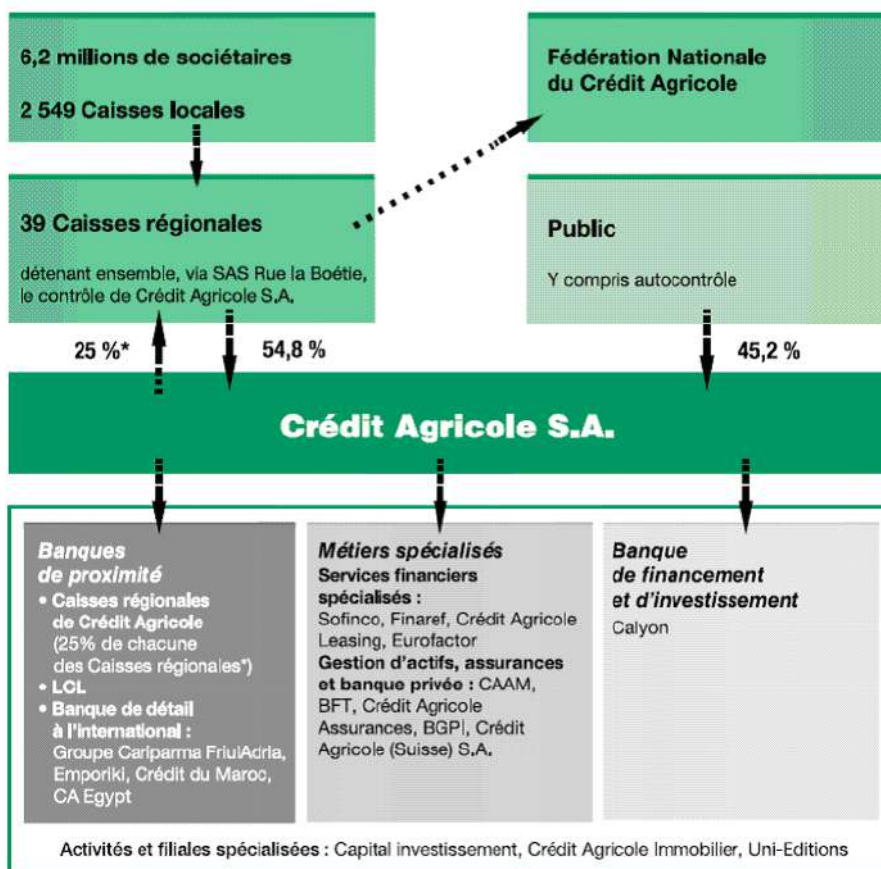 6,2 millions de sociétaires
2 549 Caisses locales
Fédération Nationale
du Crédit Agricole
39 Caisses régionales
détenant ensemble, via SAS Rue la Boétie,
le contrôle de Crédit Agricole S.A.
Public
Y compris autocontrôle
25 %*
54,8 %
45,2 %
Crédit Agricole S.A.
Banques
de proximité
• Caisses régionales
de Crédit Agricole
(25% de chacune
des Caisses régionales*)
• LCL
• Banque de détail
à l'international :
Groupe Cariparma FriulAdria,
Emporiki, Crédit du Maroc,
CA Egypt
Métiers spécialisés
Services financiers
spécialisés :
Sofinco, Finaref, Crédit Agricole
Leasing, Eurofactor
Gestion d'actifs, assurances
et banque privée : CAAM,
BFT, Crédit Agricole
Assurances, BGPI, Crédit
Agricole (Suisse) S.A.
Banque
de financement
et d'investissement
Calyon
Activités et filiales spécialisées : Capital investissement, Crédit Agricole Immobilier, Uni-Editions